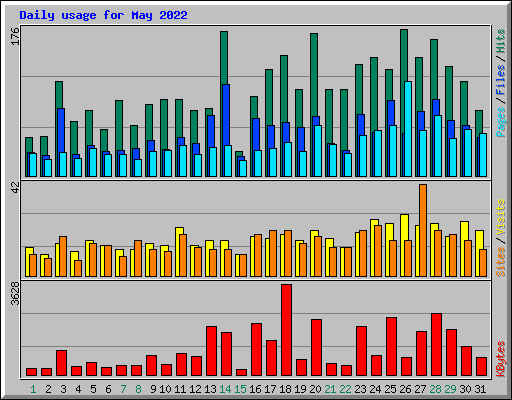 Daily usage for May 2022
176
Pages / Files / Hits
42
Sites / Visits
3628
KBytes
1 2 3 4 5 6 7 8 9 10 11 12 13 14 15 16 17 18 19 20 21 22 23 24 25 26 27 28 29 30 31